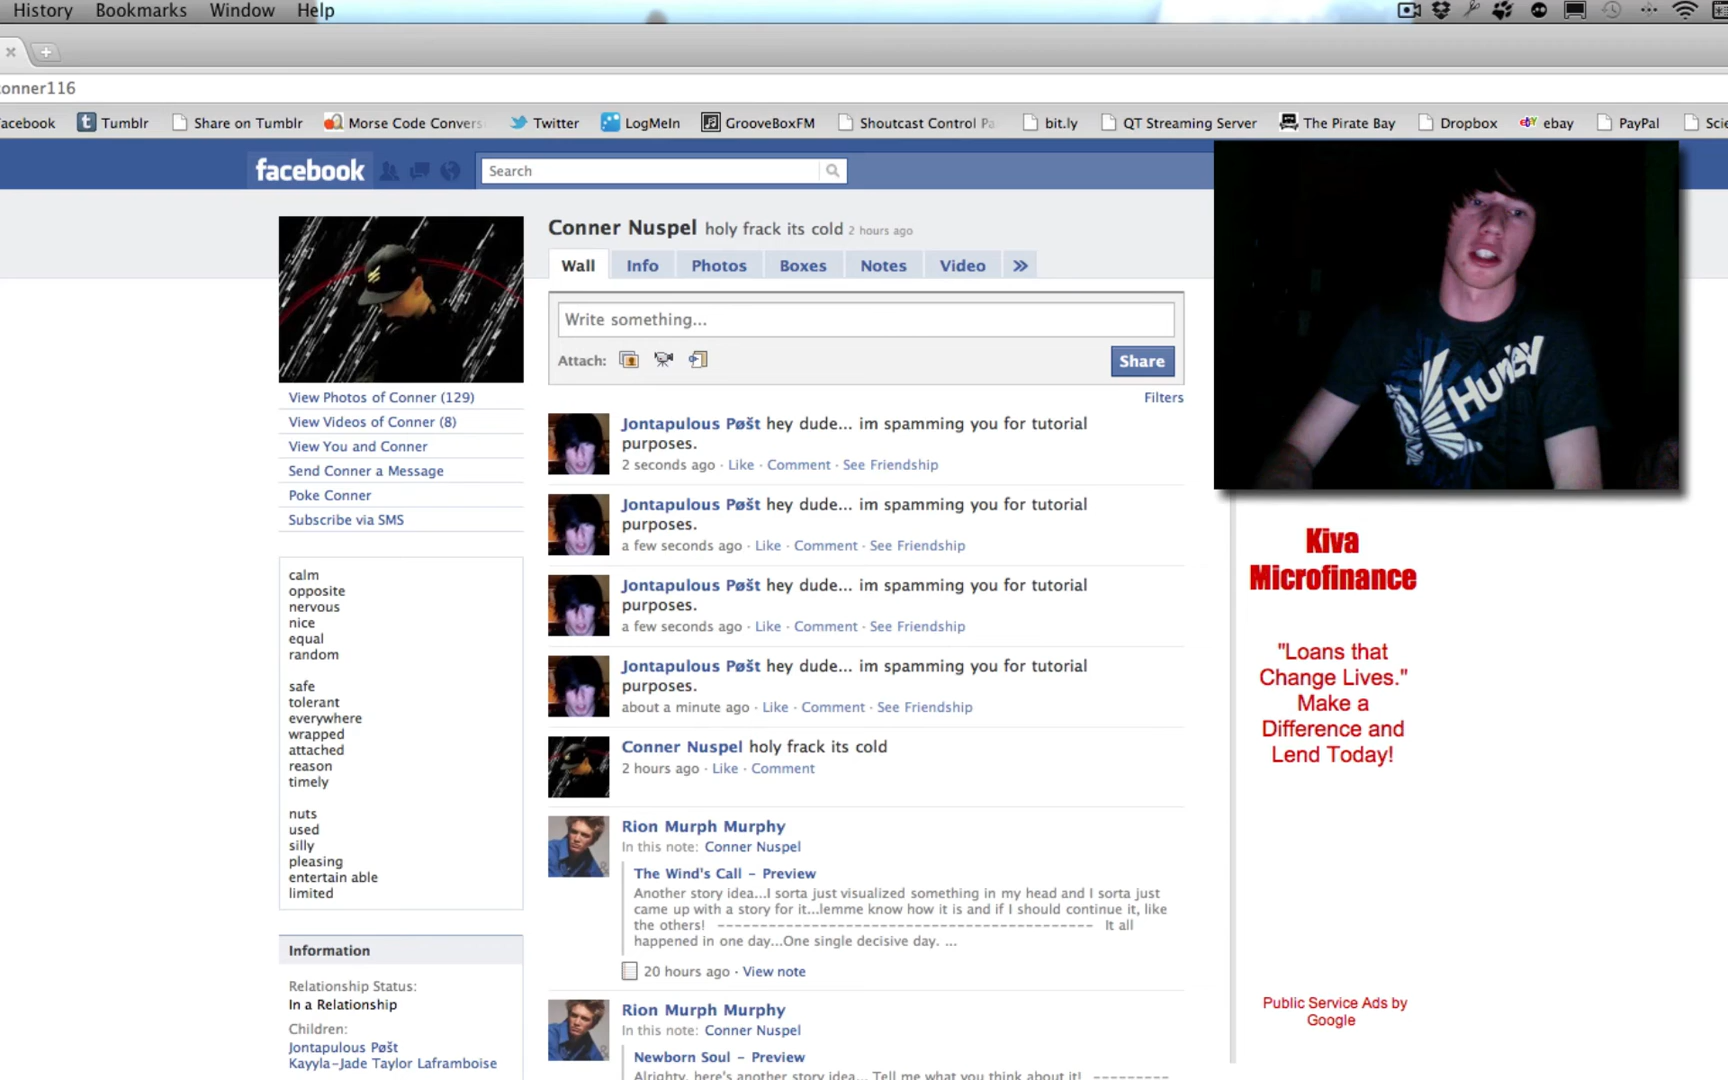 History Bookmarks Window Help
onner116
acebook Tumblr Share on Tumblr Morse Code Convers Twitter LogMeIn GrooveBoxFM Shoutcast Control Pa bit.ly QT Streaming Server The Pirate Bay Dropbox ebay PayPal Scie
facebook Search
Conner Nuspel holy frack its cold 2 hours ago
Wall Info Photos Boxes Notes Video »
Write something...
Attach: Share
Filters
View Photos of Conner (129)
View Videos of Conner (8)
View You and Conner
Send Conner a Message
Poke Conner
Subscribe via SMS
calm
opposite
nervous
nice
equal
random
safe
tolerant
everywhere
wrapped
attached
reason
timely
nuts
used
silly
pleasing
entertain able
limited
Information
Relationship Status:
In a Relationship
Children:
Jontapulous Pøšt
Kayyla-Jade Taylor Laframboise
Jontapulous Pøšt hey dude... im spamming you for tutorial
purposes.
2 seconds ago · Like · Comment · See Friendship
Jontapulous Pøšt hey dude... im spamming you for tutorial
purposes.
a few seconds ago · Like · Comment · See Friendship
Jontapulous Pøšt hey dude... im spamming you for tutorial
purposes.
a few seconds ago · Like · Comment · See Friendship
Jontapulous Pøšt hey dude... im spamming you for tutorial
purposes.
about a minute ago · Like · Comment · See Friendship
Conner Nuspel holy frack its cold
2 hours ago · Like · Comment
Rion Murph Murphy
In this note: Conner Nuspel
The Wind's Call – Preview
Another story idea...I sorta just visualized something in my head and I sorta just
came up with a story for it...lemme know how it is and if I should continue it, like
the others! ------------------------------------------ It all
happened in one day...One single decisive day. ...
20 hours ago · View note
Rion Murph Murphy
In this note: Conner Nuspel
Newborn Soul – Preview
Alrighty, here's another story idea... Tell me what you think about it! ---------
Hurley
Kiva
Microfinance
"Loans that
Change Lives."
Make a
Difference and
Lend Today!
Public Service Ads by
Google